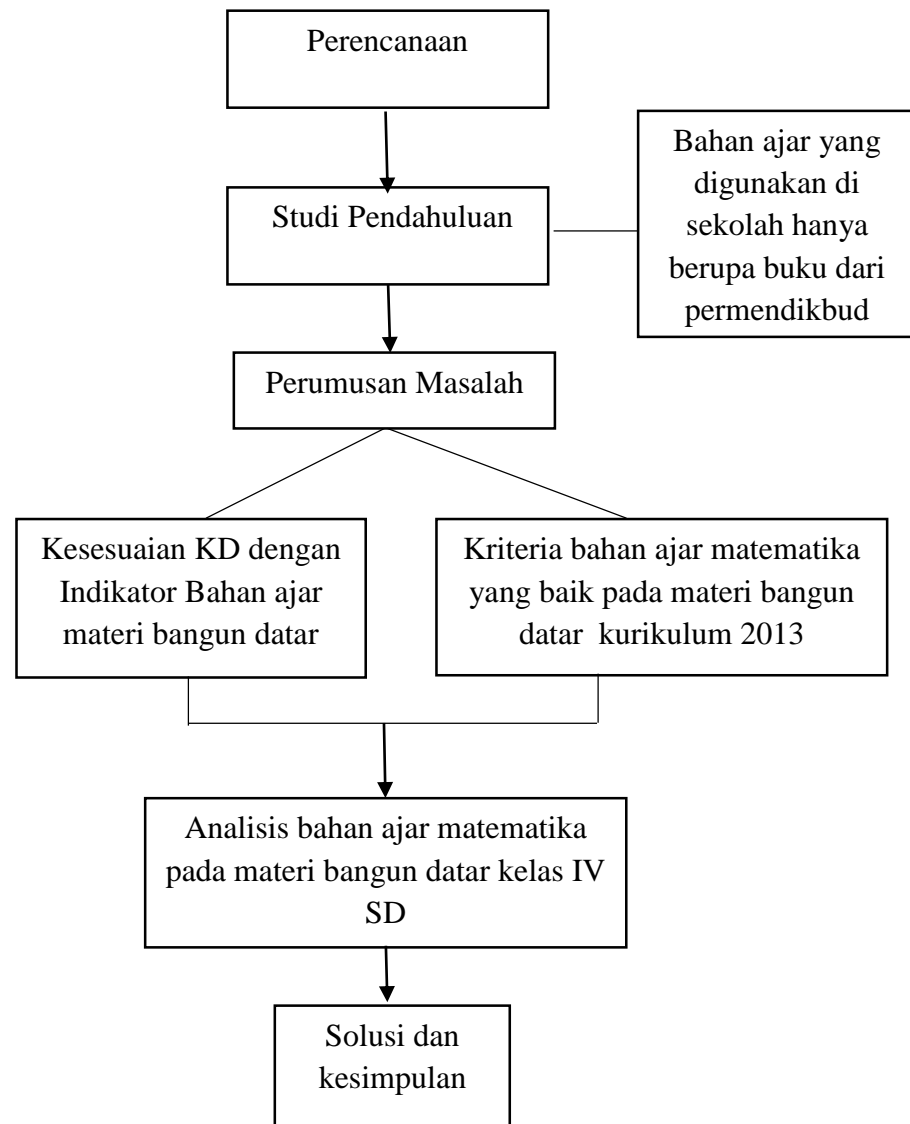 Perencanaan
Bahan ajar yang
digunakan di
sekolah hanya
berupa buku dari
permendikbud
Studi Pendahuluan
Perumusan Masalah
Kesesuaian KD dengan
Indikator Bahan ajar
materi bangun datar
Kriteria bahan ajar matematika
yang baik pada materi bangun
datar kurikulum 2013
Analisis bahan ajar matematika
pada materi bangun datar kelas IV
SD
Solusi dan
kesimpulan